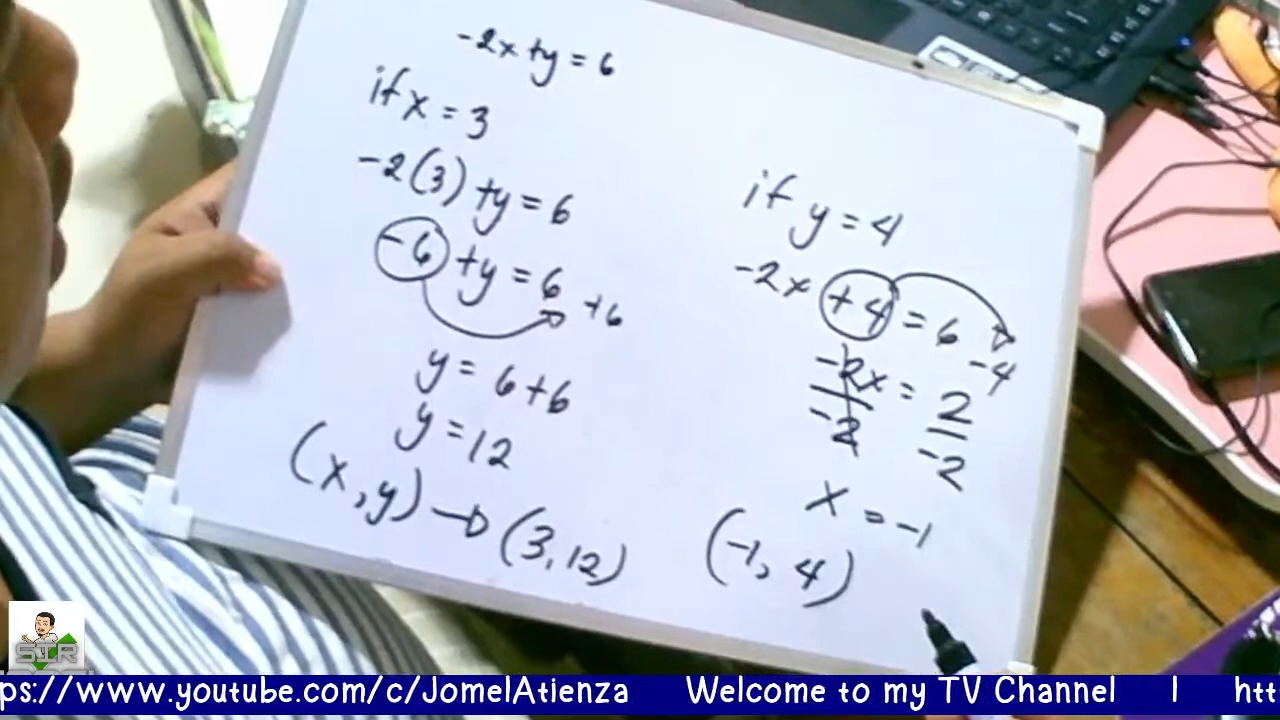 -2x + y = 6
if x = 3
-2(3) + y = 6
-6 + y = 6 +6
y = 6 + 6
y = 12
(x, y) → (3, 12)
if y = 4
-2x + 4 = 6 -4
-2x = 2
-2 -2
x = -1
(-1, 4)
SIR
ps://www.youtube.com/c/JomelAtienza Welcome to my TV Channel | htt